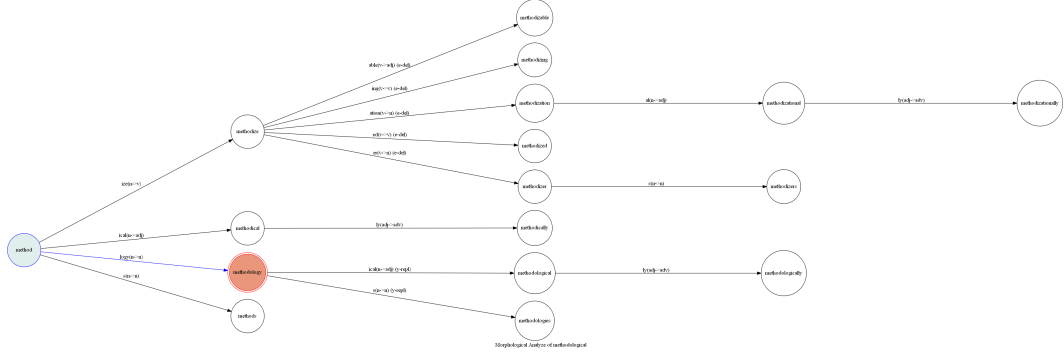 methodizable
able(v->adj) (e-del)
methodizing
ing(v->v) (e-del)
methodization
ation(v->n) (e-del)
al(n->adj)
methodizational
ly(adj->adv)
methodizationally
methodize
ed(v->v) (e-del)
methodized
er(v->n) (e-del)
methodizer
s(n->n)
methodizers
ize(n->v)
method
ical(n->adj)
methodical
ly(adj->adv)
methodically
logy(n->n)
methodology
ical(n->adj) (y-repl)
methodological
ly(adj->adv)
methodologically
s(n->n)
methods
s(n->n) (y-repl)
methodologies
Morphological Analyze of methodological